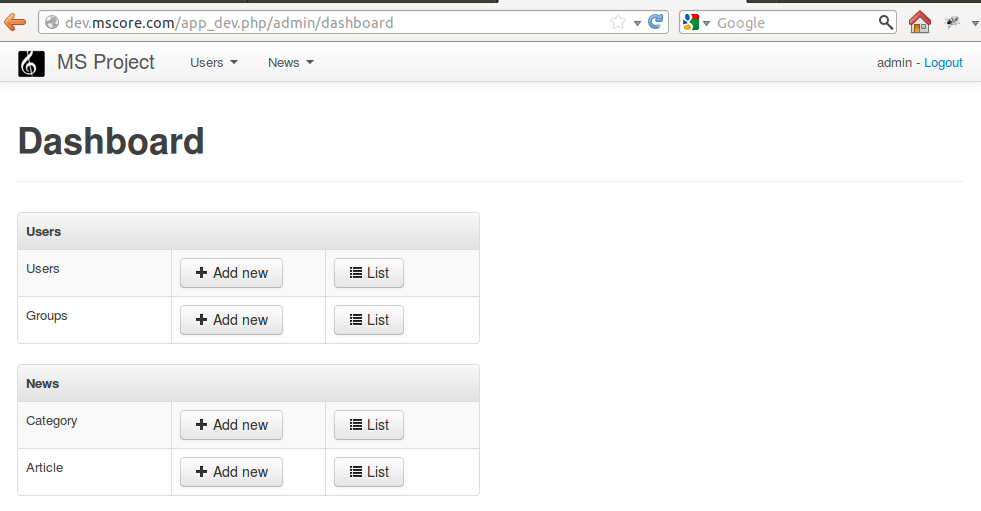 dev.mscore.com/app_dev.php/admin/dashboard Google
MS Project Users News admin - Logout
Dashboard
Users
Users Add new List
Groups Add new List
News
Category Add new List
Article Add new List